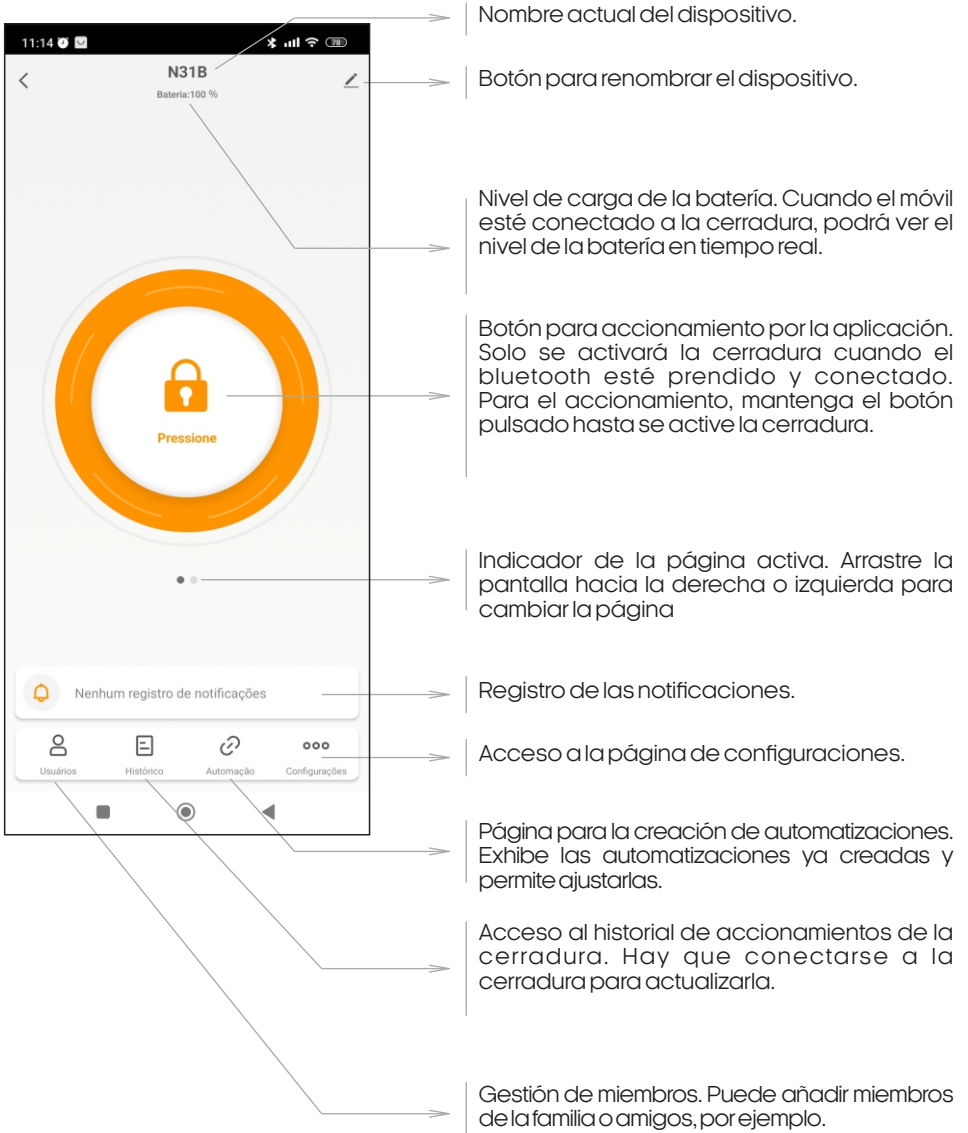 Nombre actual del dispositivo.
11:14
78
N31B
Bateria:100 %
Botón para renombrar el dispositivo.
Nivel de carga de la batería. Cuando el móvil
esté conectado a la cerradura, podrá ver el
nivel de la batería en tiempo real.
Botón para accionamiento por la aplicación.
Solo se activará la cerradura cuando el
bluetooth esté prendido y conectado.
Para el accionamiento, mantenga el botón
pulsado hasta se active la cerradura.
Pressione
Indicador de la página activa. Arrastre la
pantalla hacia la derecha o izquierda para
cambiar la página
Nenhum registro de notificações
Registro de las notificaciones.
Usuários
Histórico
Automação
Configurações
Acceso a la página de configuraciones.
Página para la creación de automatizaciones.
Exhibe las automatizaciones ya creadas y
permite ajustarlas.
Acceso al historial de accionamientos de la
cerradura. Hay que conectarse a la
cerradura para actualizarla.
Gestión de miembros. Puede añadir miembros
de la familia o amigos, por ejemplo.